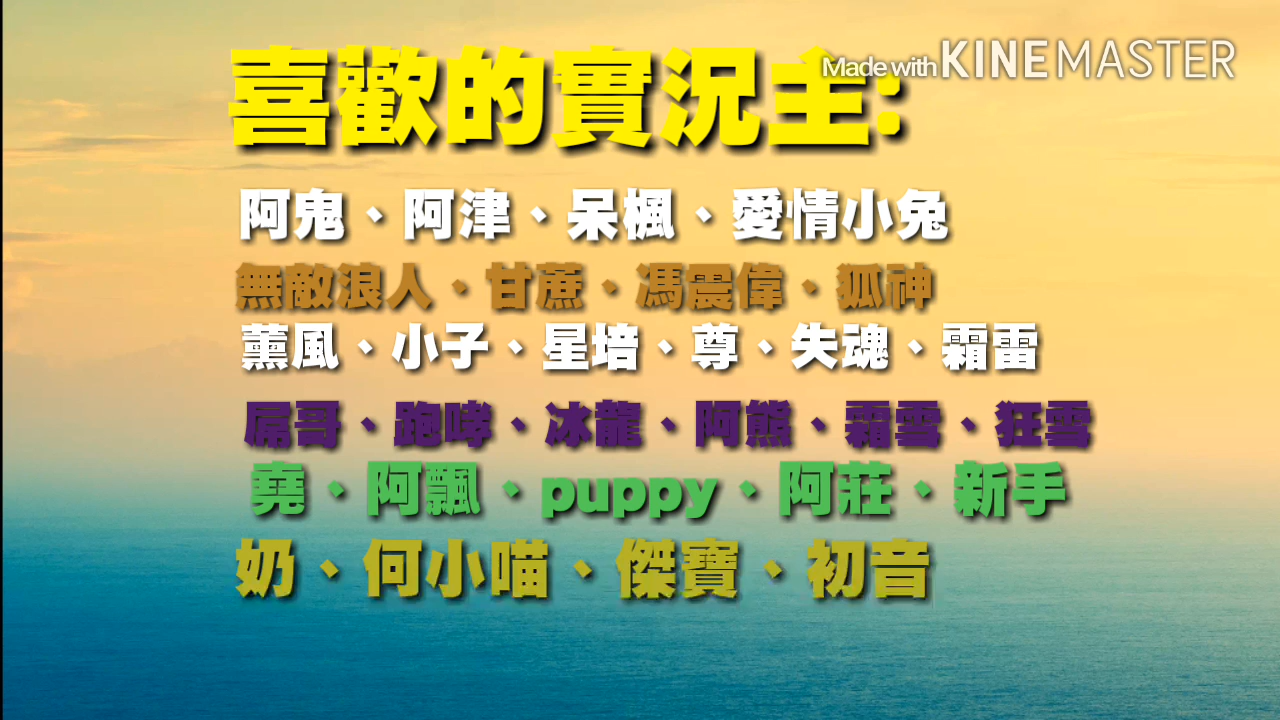 喜歡的實況主:
Made with KINEMASTER
阿鬼、阿津、呆楓、愛情小兔
無敵浪人、甘蔗、馮震偉、狐神
薰風、小子、星培、尊、失魂、霜雷
屌哥、跑哮、冰龍、阿熊、霜雪、狂雪
堯、阿飄、puppy、阿莊、新手
奶、何小喵、傑寶、初音